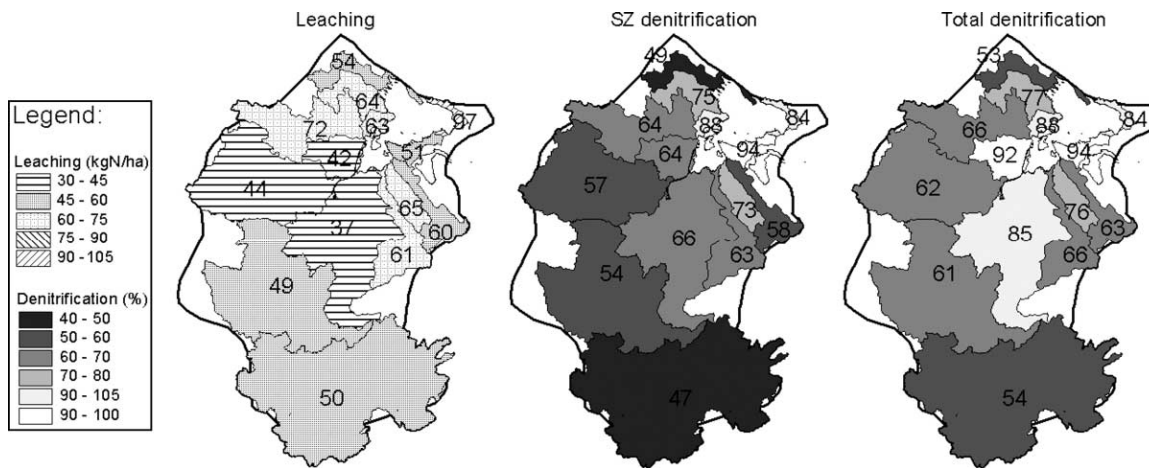 Leaching SZ denitrification Total denitrification
Legend:
Leaching (kgN/ha)
30 - 45
45 - 60
60 - 75
75 - 90
90 - 105
Denitrification (%)
40 - 50
50 - 60
60 - 70
70 - 80
90 - 105
90 - 100
54
64
97
72 63
42 51
44
65
37 60
61
49
50
49
75
84
64 88
64 94
57
73
58
66 63
54
47
53
77
84
66 88
92 94
62
76
63
85 66
61
54